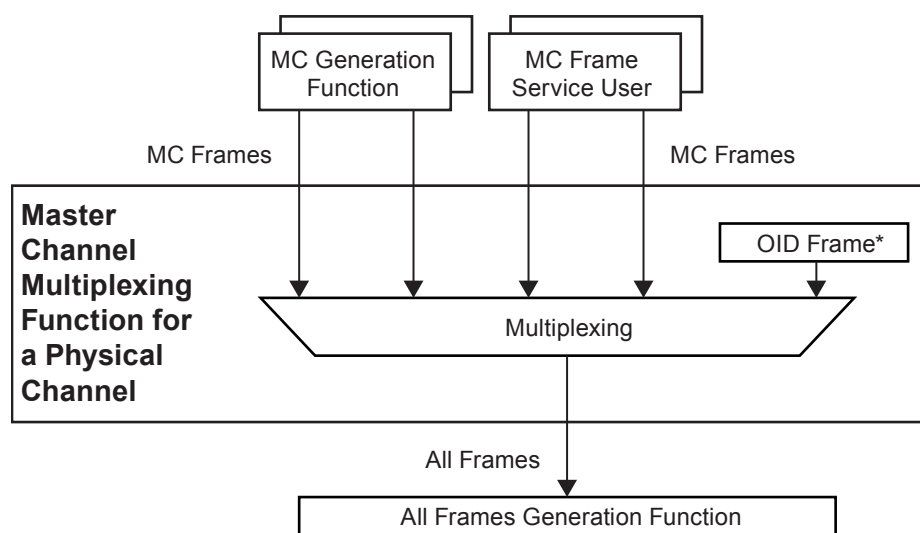 MC Generation
Function
MC Frame
Service User
MC Frames
MC Frames
Master
Channel
Multiplexing
Function for
a Physical
Channel
OID Frame*
Multiplexing
All Frames
All Frames Generation Function